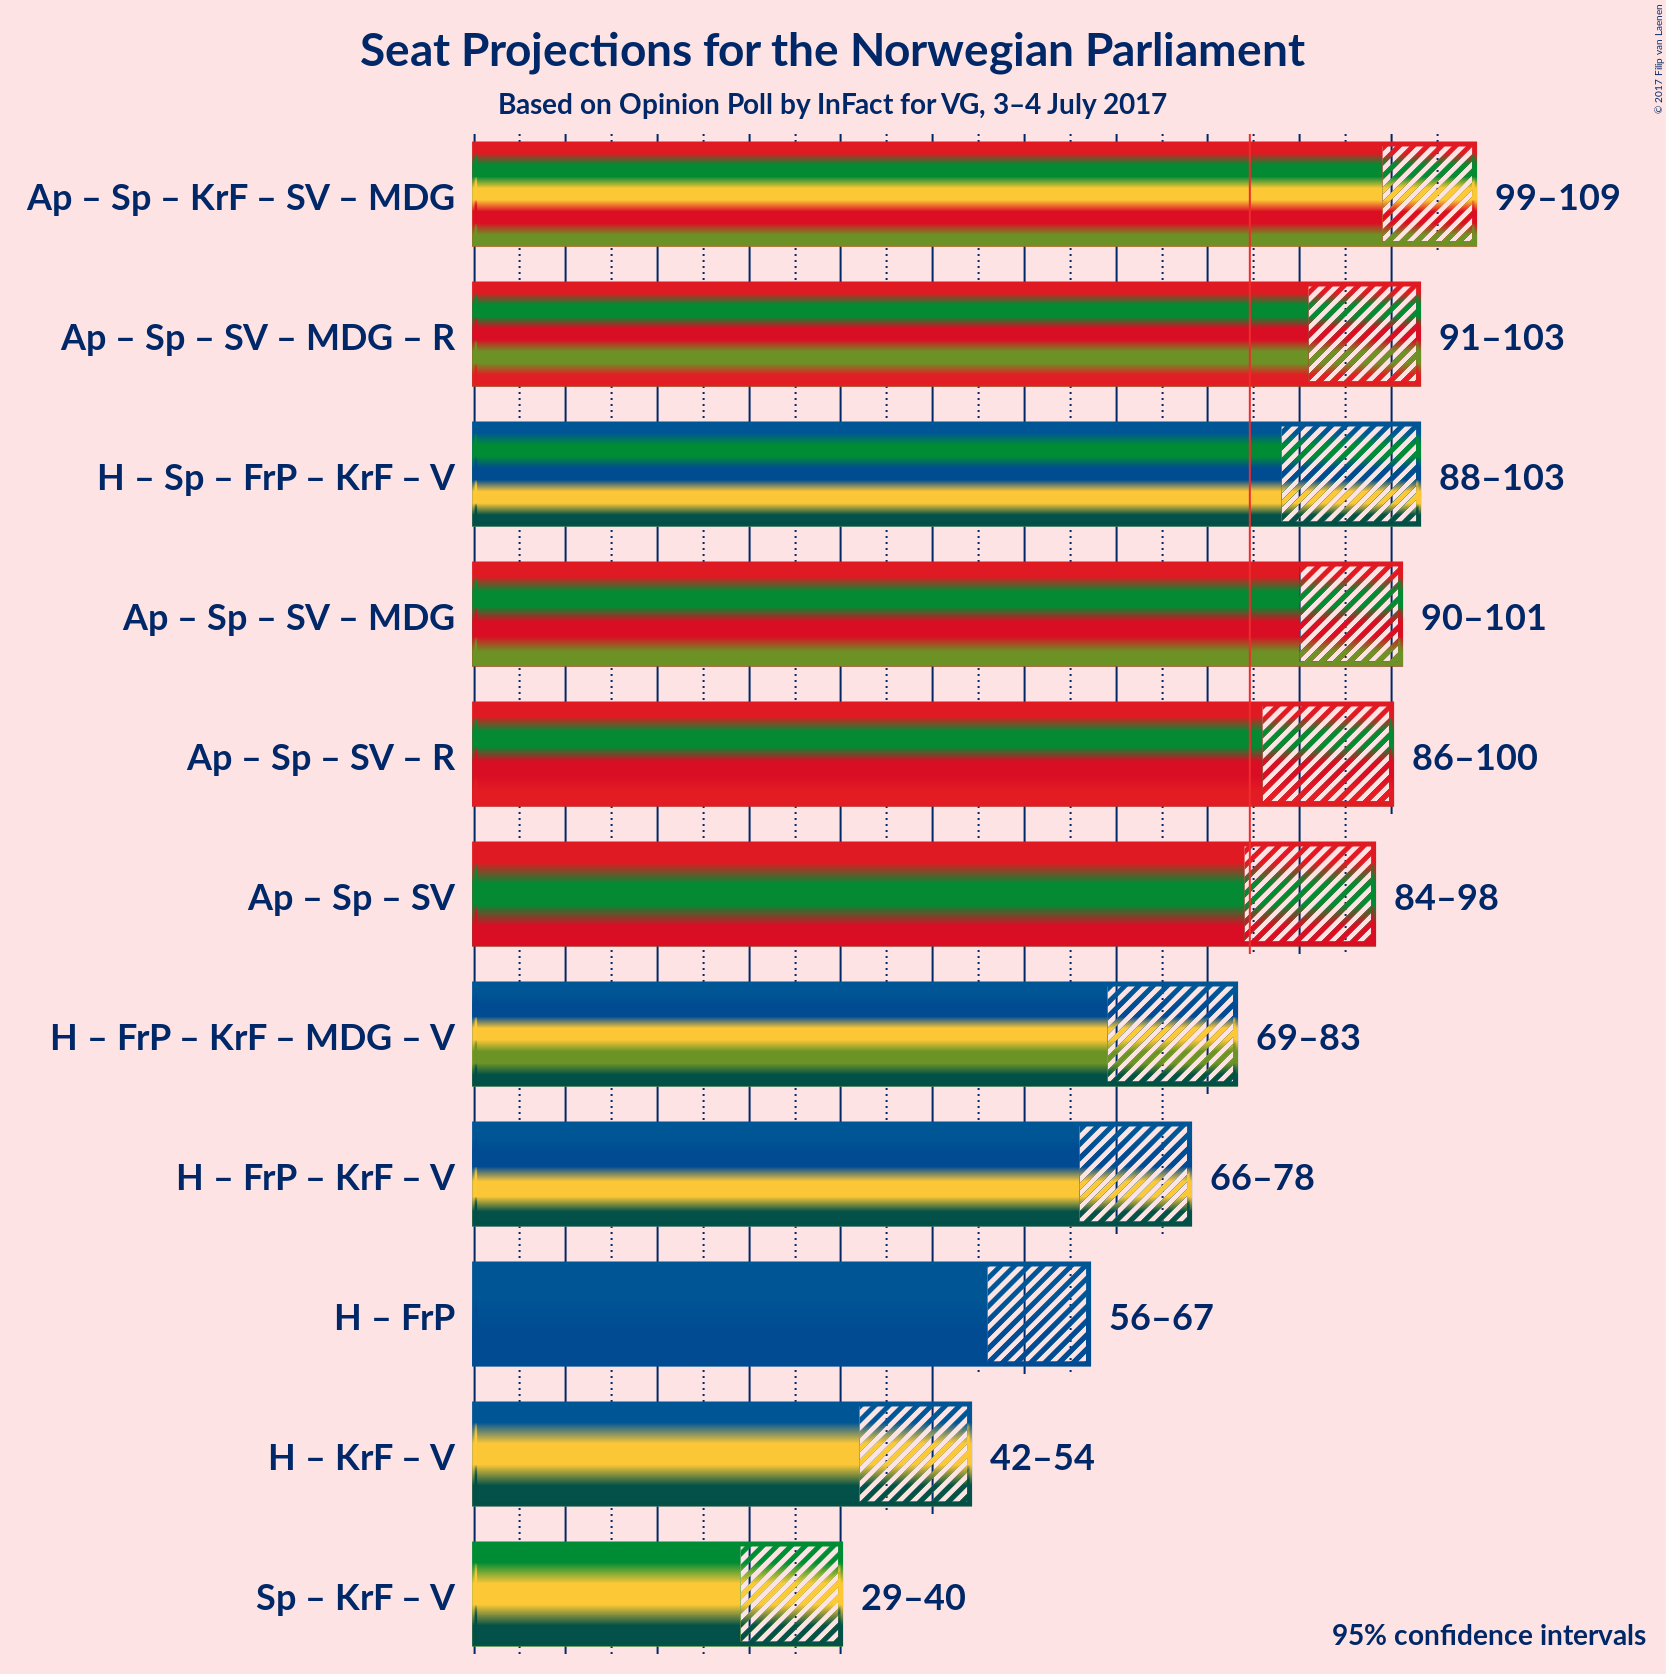 Seat Projections for the Norwegian Parliament
Based on Opinion Poll by InFact for VG, 3–4 July 2017
© 2017 Filip van Laenen
Ap – Sp – KrF – SV – MDG 99–109
Ap – Sp – SV – MDG – R 91–103
H – Sp – FrP – KrF – V 88–103
Ap – Sp – SV – MDG 90–101
Ap – Sp – SV – R 86–100
Ap – Sp – SV 84–98
H – FrP – KrF – MDG – V 69–83
H – FrP – KrF – V 66–78
H – FrP 56–67
H – KrF – V 42–54
Sp – KrF – V 29–40
95% confidence intervals